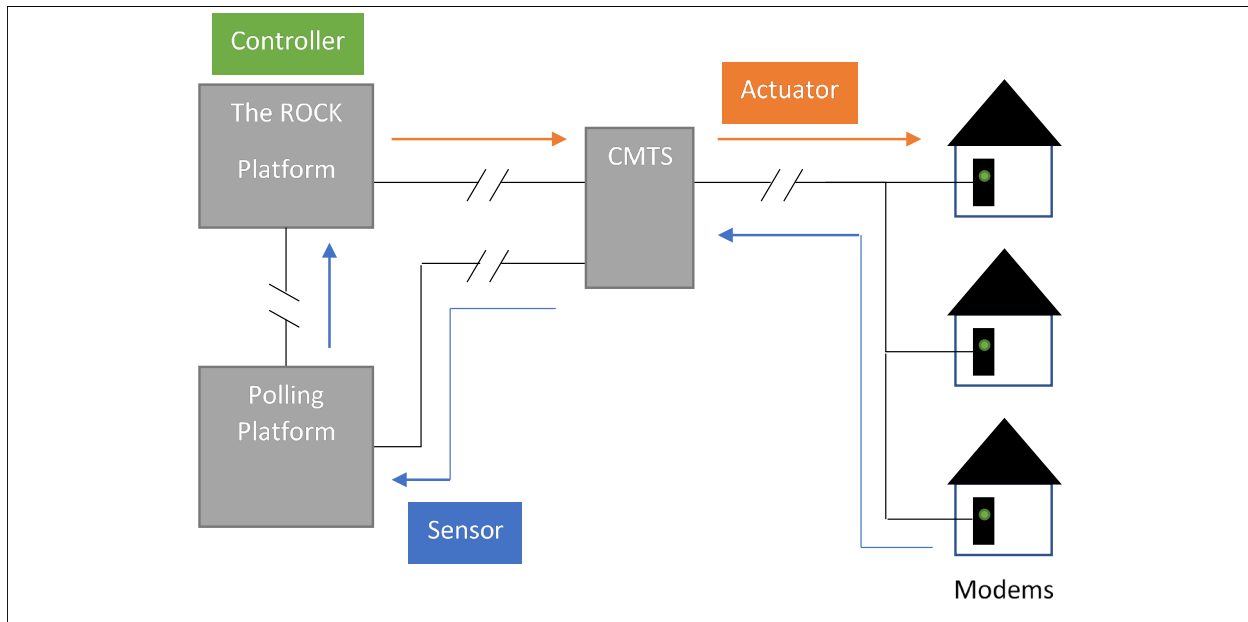 Controller
The ROCK
Platform
Actuator
CMTS
Polling
Platform
Sensor
Modems